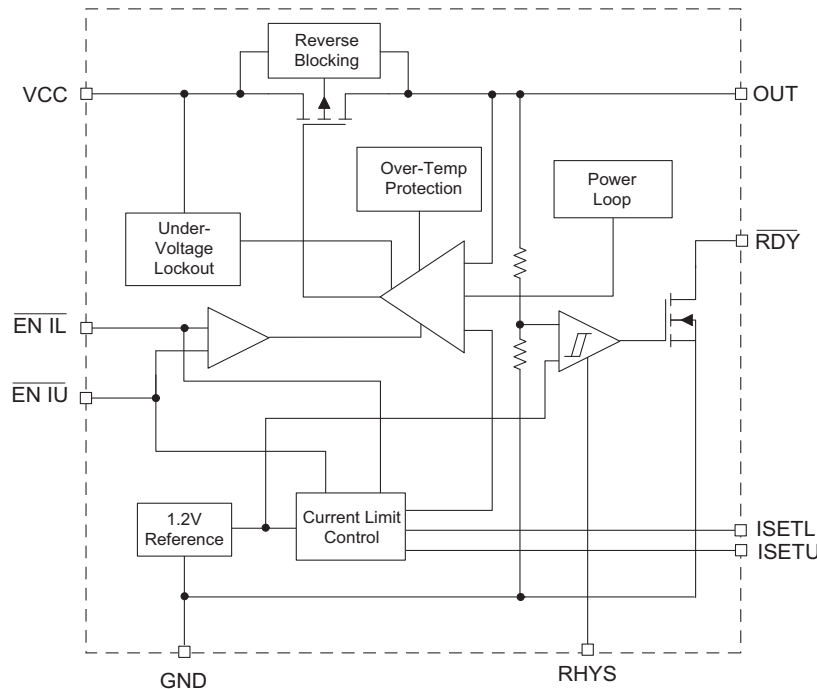 Reverse
Blocking
VCC
OUT
Over-Temp
Protection
Power
Loop
Under-
Voltage
Lockout
RDY
EN IL
EN IU
1.2V
Reference
Current Limit
Control
ISETL
ISETU
GND
RHYS